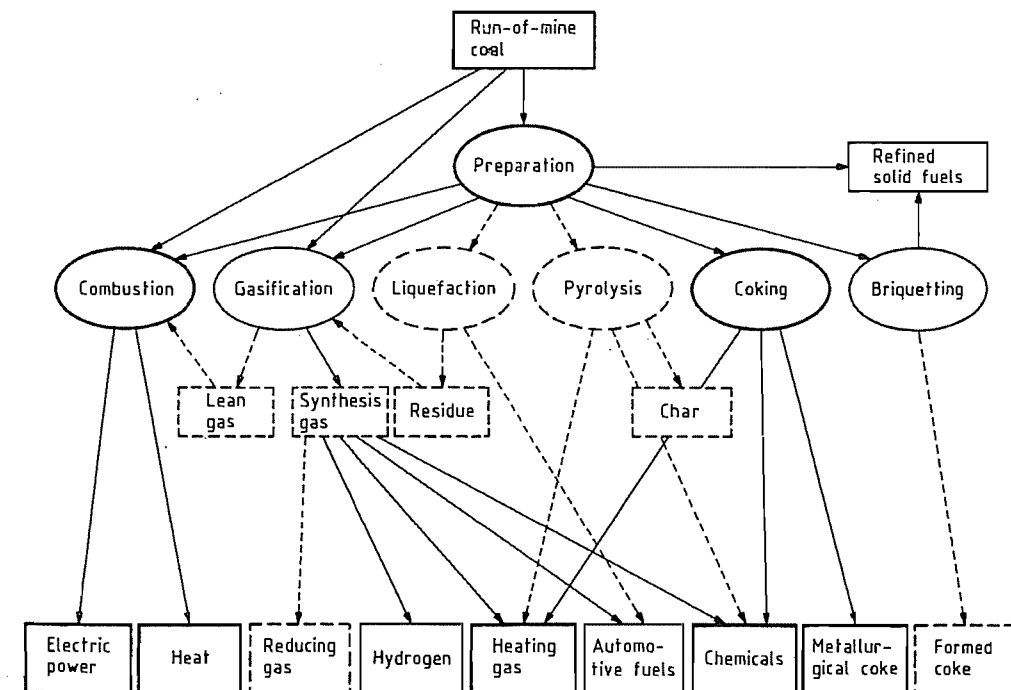 Run-of-mine
coal
Preparation
Refined
solid fuels
Combustion
Gasification
Liquefaction
Pyrolysis
Coking
Briquetting
Lean
gas
Synthesis
gas
Residue
Char
Electric
power
Heat
Reducing
gas
Hydrogen
Heating
gas
Automo-
tive fuels
Chemicals
Metallur-
gical coke
Formed
coke